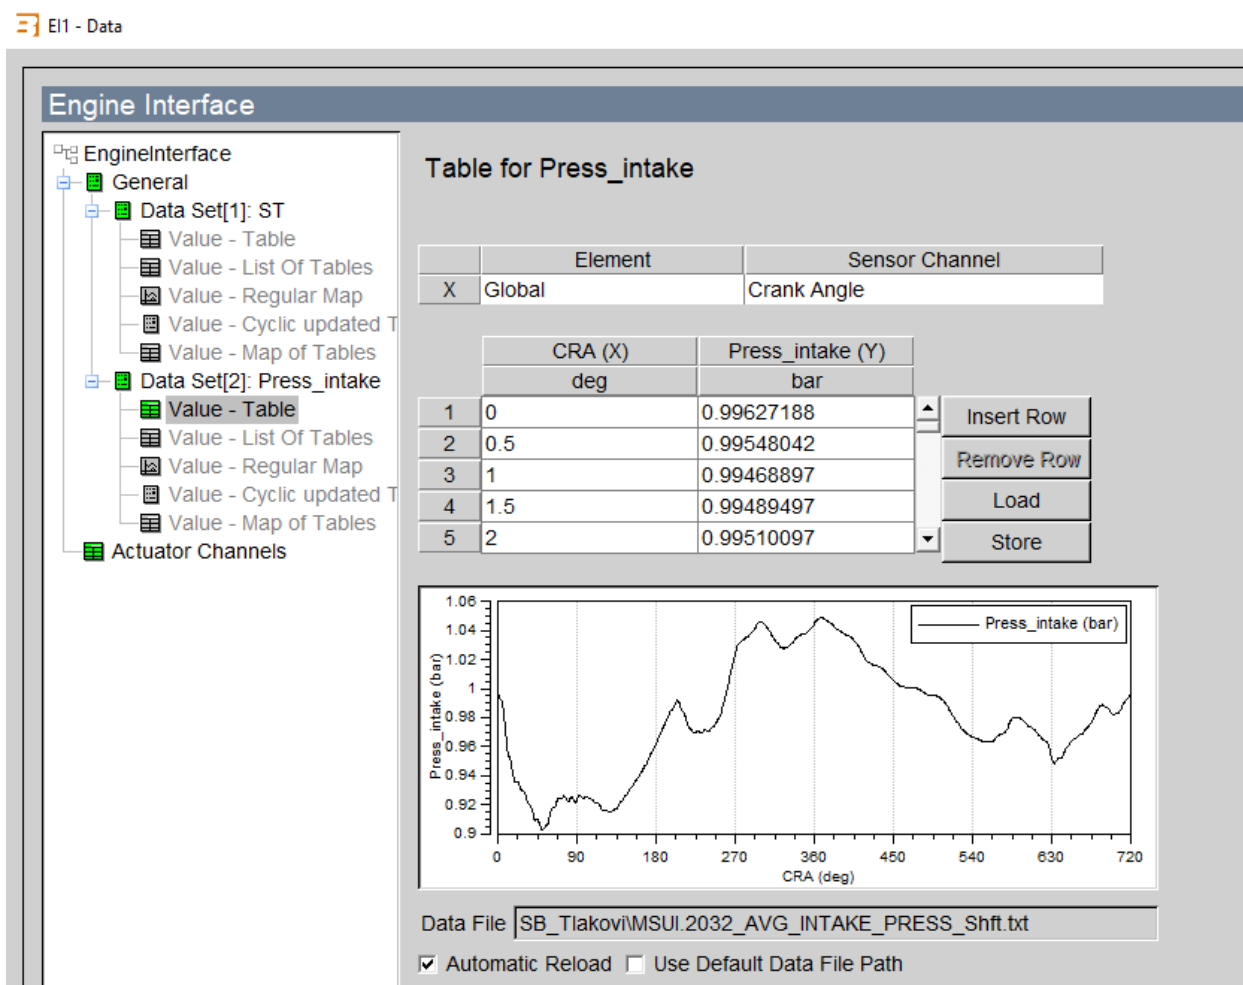 EI1 - Data
Engine Interface
EngineInterface
General
Data Set[1]: ST
Value - Table
Value - List Of Tables
Value - Regular Map
Value - Cyclic updated T
Value - Map of Tables
Data Set[2]: Press_intake
Value - Table
Value - List Of Tables
Value - Regular Map
Value - Cyclic updated T
Value - Map of Tables
Actuator Channels
Table for Press_intake
Element Sensor Channel
X Global Crank Angle
CRA (X) Press_intake (Y)
deg bar
1 0 0.99627188
2 0.5 0.99548042
3 1 0.99468897
4 1.5 0.99489497
5 2 0.99510097
Insert Row
Remove Row
Load
Store
Press_intake (bar)
1.06
1.04
1.02
1
0.98
0.96
0.94
0.92
0.9
Press_intake (bar)
0 90 180 270 360 450 540 630 720
CRA (deg)
Data File SB_Tlakovi\MSUI.2032_AVG_INTAKE_PRESS_Shft.txt
Automatic Reload Use Default Data File Path